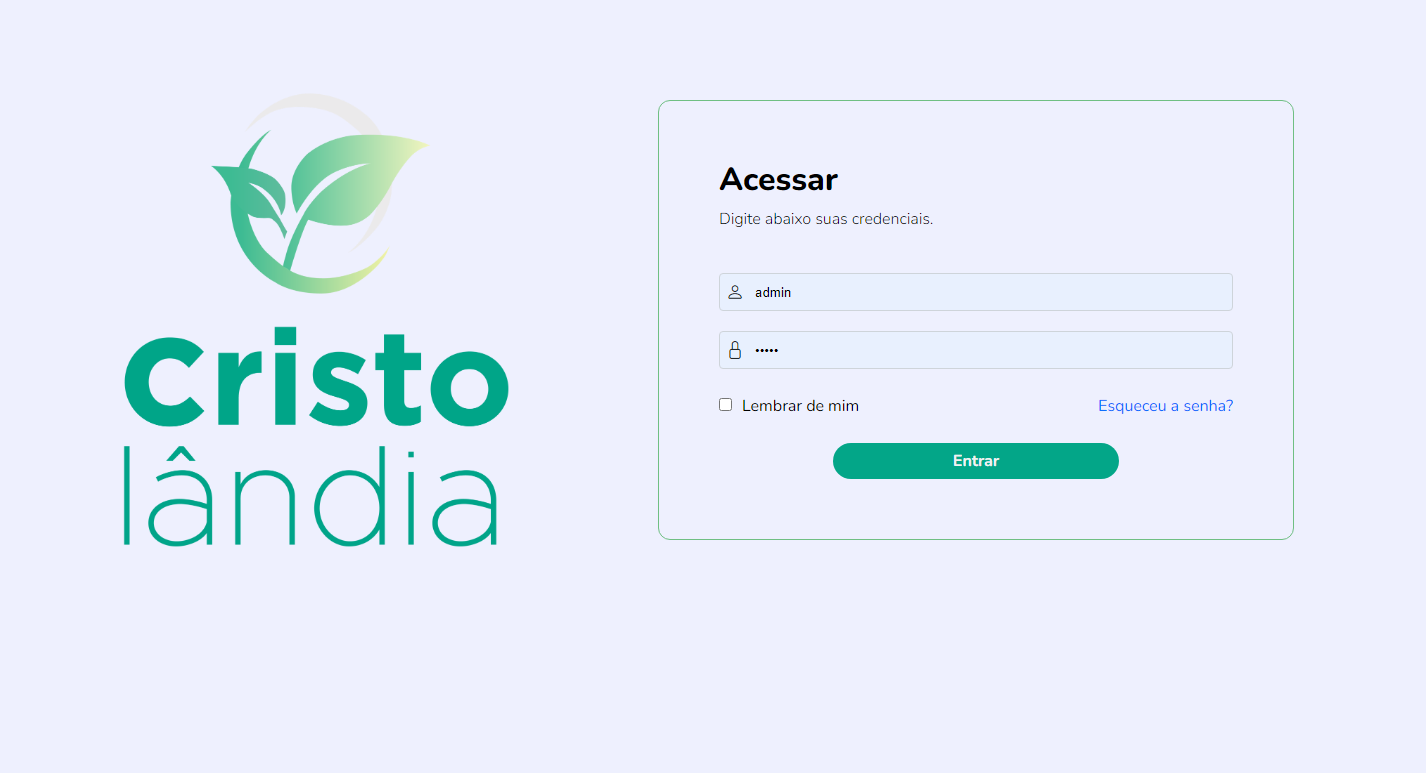 Cristo
lândia
Acessar
Digite abaixo suas credenciais.
admin
•••••
Lembrar de mim
Esqueceu a senha?
Entrar